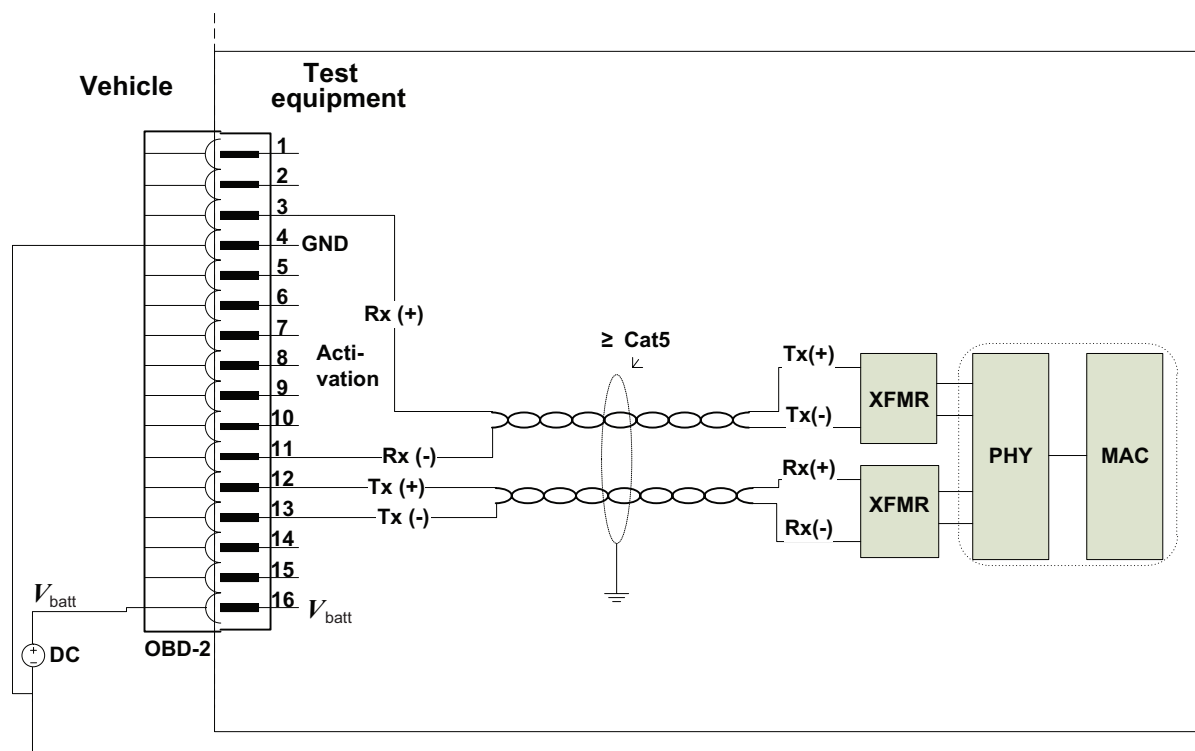 Vehicle
Test
equipment
1
2
3
4 GND
5
6
7
8
9
10
11
12
13
14
15
16
Acti-
vation
Rx (+)
Rx (-)
Tx (+)
Tx (-)
≥ Cat5
Tx(+)
Tx(-)
Rx(+)
Rx(-)
XFMR
XFMR
PHY
MAC
V batt
V batt
+
−
DC
OBD-2